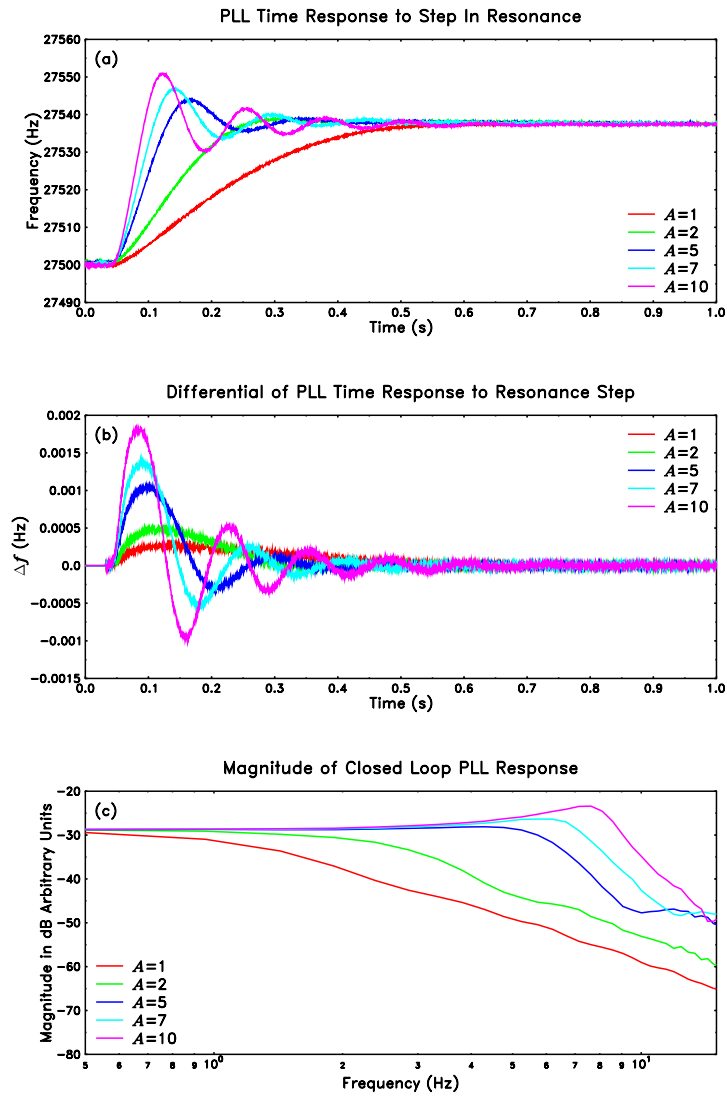 PLL Time Response to Step In Resonance
(a)
Frequency (Hz)
27560
27550
27540
27530
27520
27510
27500
27490
A=1
A=2
A=5
A=7
A=10
0.0 0.1 0.2 0.3 0.4 0.5 0.6 0.7 0.8 0.9 1.0
Time (s)
Differential of PLL Time Response to Resonance Step
(b)
Δf (Hz)
0.002
0.0015
0.001
0.0005
0.0
−0.0005
−0.001
−0.0015
A=1
A=2
A=5
A=7
A=10
0.0 0.1 0.2 0.3 0.4 0.5 0.6 0.7 0.8 0.9 1.0
Time (s)
Magnitude of Closed Loop PLL Response
(c)
Magnitude in dB Arbitrary Units
−20
−30
−40
−50
−60
−70
−80
A=1
A=2
A=5
A=7
A=10
5 6 7 8 9 10⁰ 2 3 4 5 6 7 8 9 10¹
Frequency (Hz)